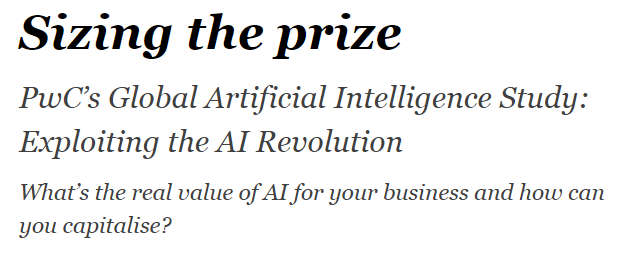 Sizing the prize
PwC’s Global Artificial Intelligence Study:
Exploiting the AI Revolution
What’s the real value of AI for your business and how can
you capitalise?